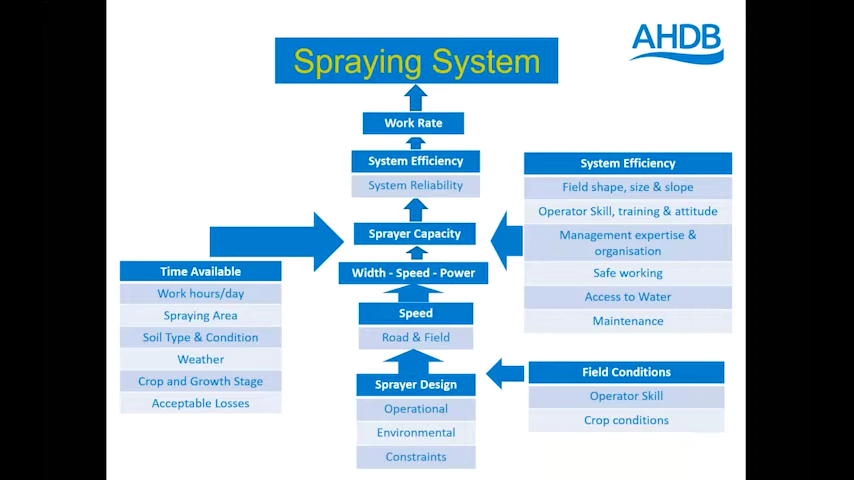 AHDB
Spraying System
Work Rate
System Efficiency
System Reliability
Sprayer Capacity
Width - Speed - Power
Speed
Road & Field
Sprayer Design
Operational
Environmental
Constraints
Time Available
Work hours/day
Spraying Area
Soil Type & Condition
Weather
Crop and Growth Stage
Acceptable Losses
System Efficiency
Field shape, size & slope
Operator Skill, training & attitude
Management expertise &
organisation
Safe working
Access to Water
Maintenance
Field Conditions
Operator Skill
Crop conditions